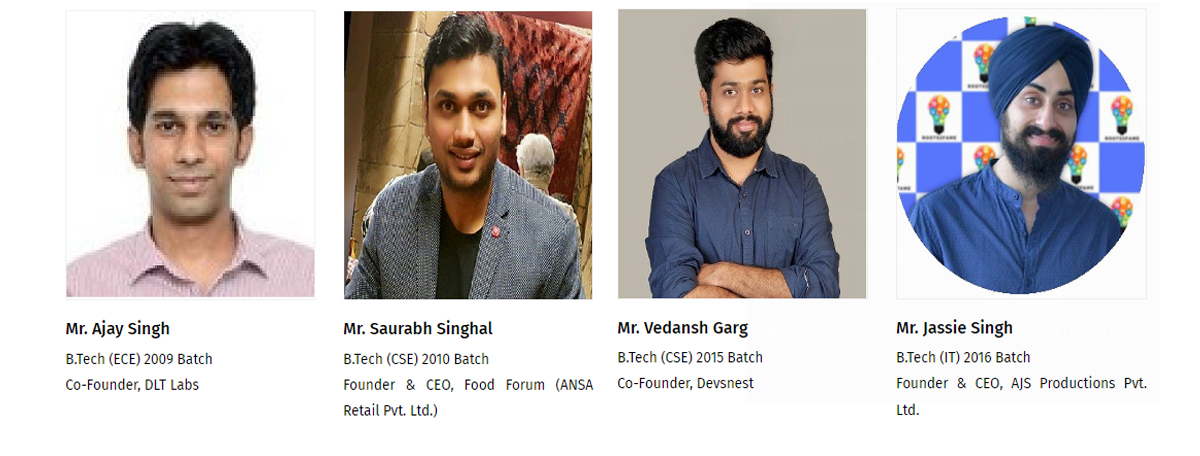 Mr. Ajay Singh
B.Tech (ECE) 2009 Batch
Co-Founder, DLT Labs
Mr. Saurabh Singhal
B.Tech (CSE) 2010 Batch
Founder & CEO, Food Forum (ANSA
Retail Pvt. Ltd.)
Mr. Vedansh Garg
B.Tech (CSE) 2015 Batch
Co-Founder, Devsnest
Mr. Jassie Singh
B.Tech (IT) 2016 Batch
Founder & CEO, AJS Productions Pvt.
Ltd.